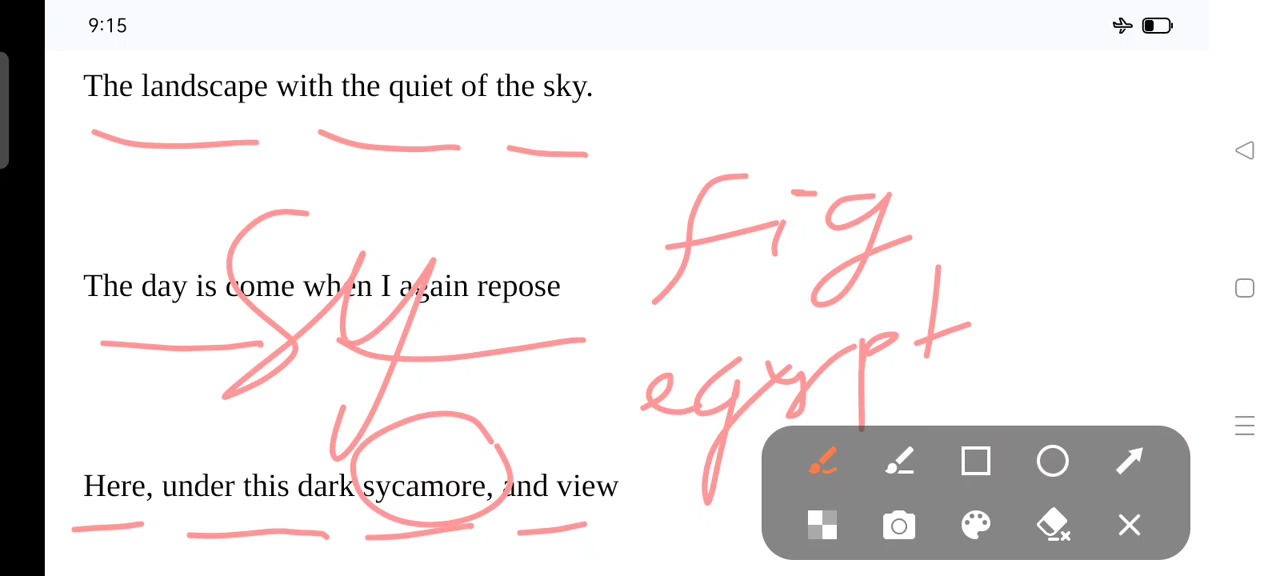 9:15
The landscape with the quiet of the sky.
fig
Sy
The day is come when I again repose
egypt
Here, under this dark sycamore, and view